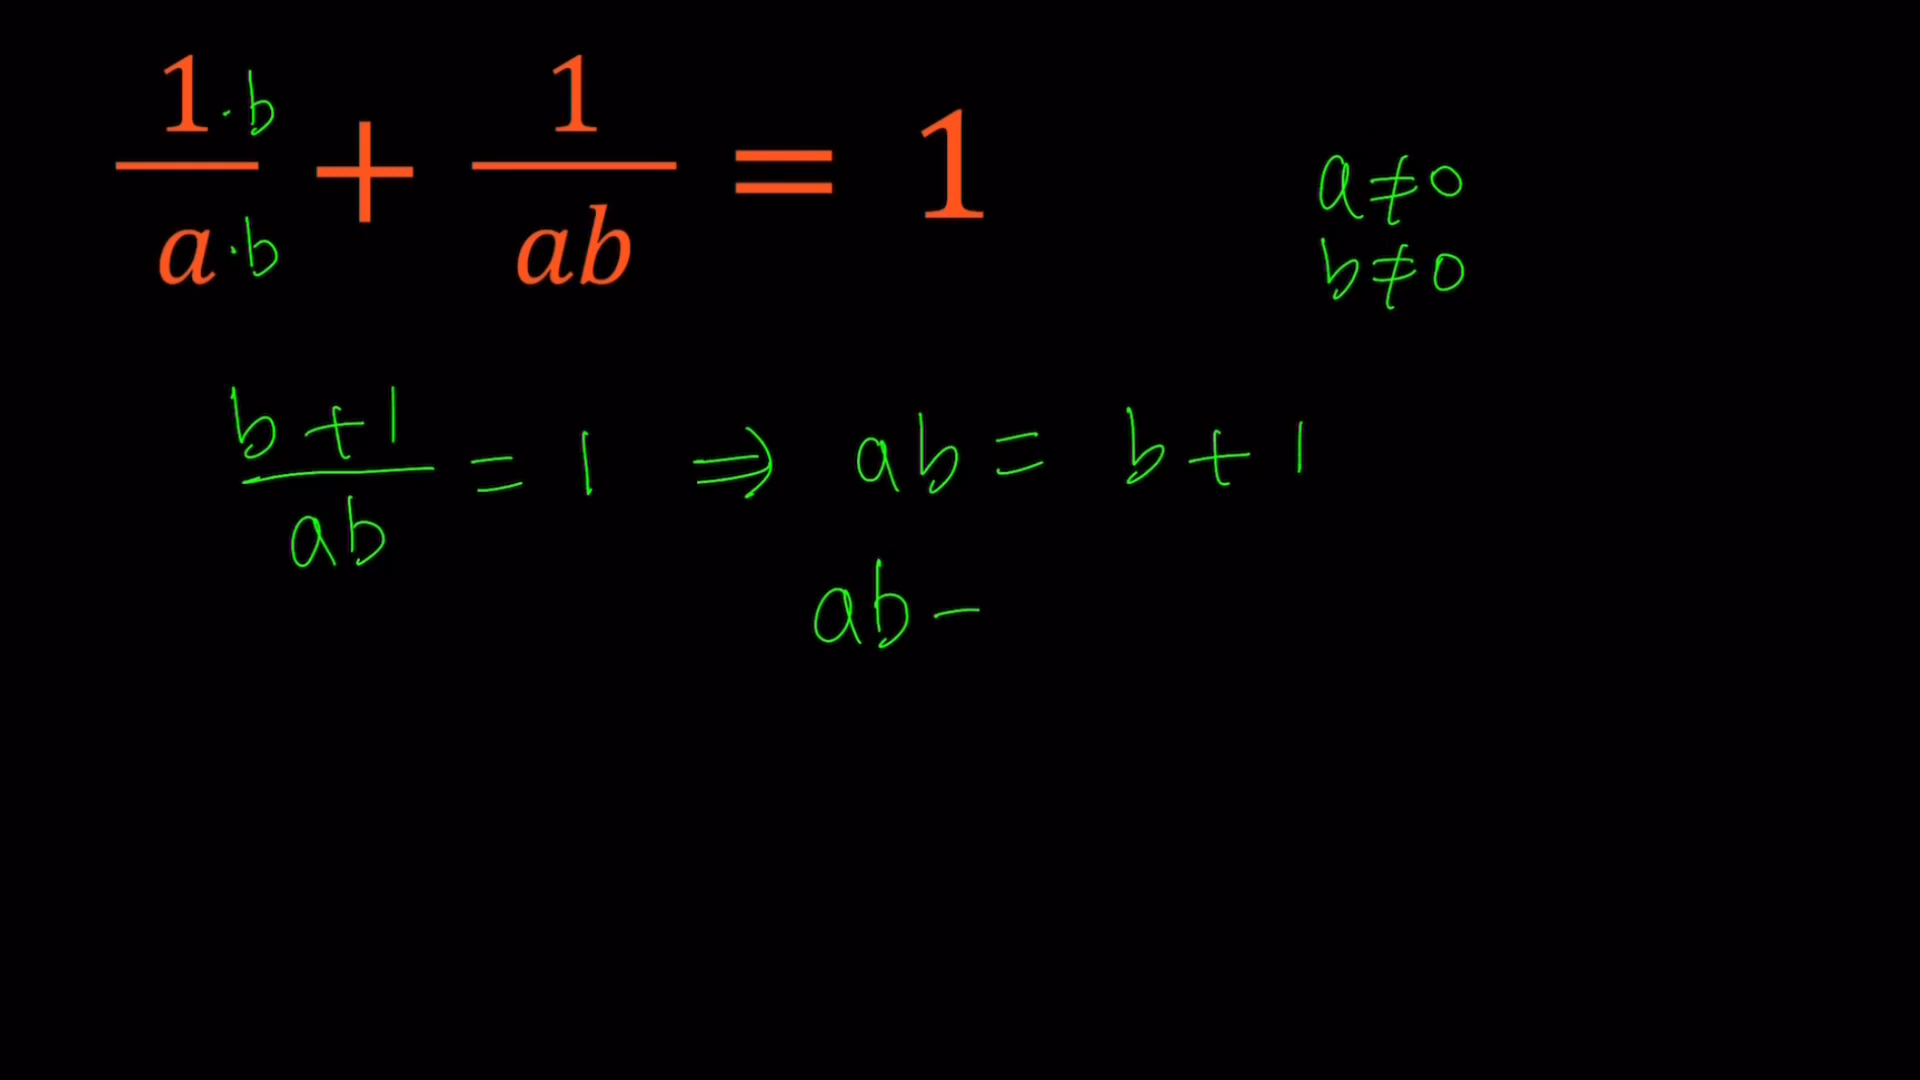 1·b/a·b + 1/ab = 1
a≠0
b≠0
b+1/ab = 1 ⇒ ab = b+1
ab −